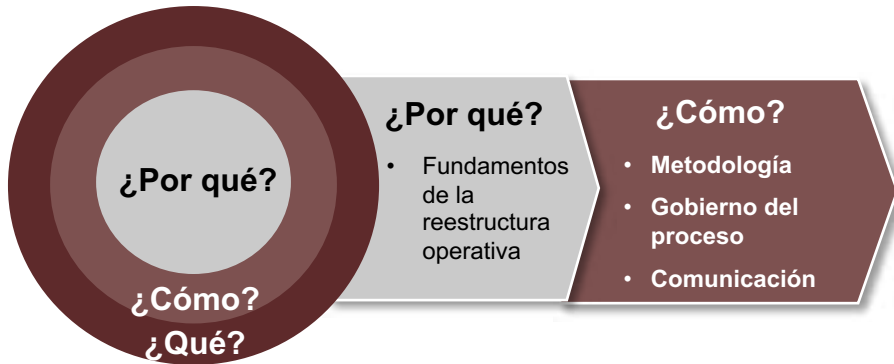 ¿Por qué?
¿Cómo?
¿Qué?
¿Por qué?
• Fundamentos
de la
reestructura
operativa
¿Cómo?
• Metodología
• Gobierno del
proceso
• Comunicación